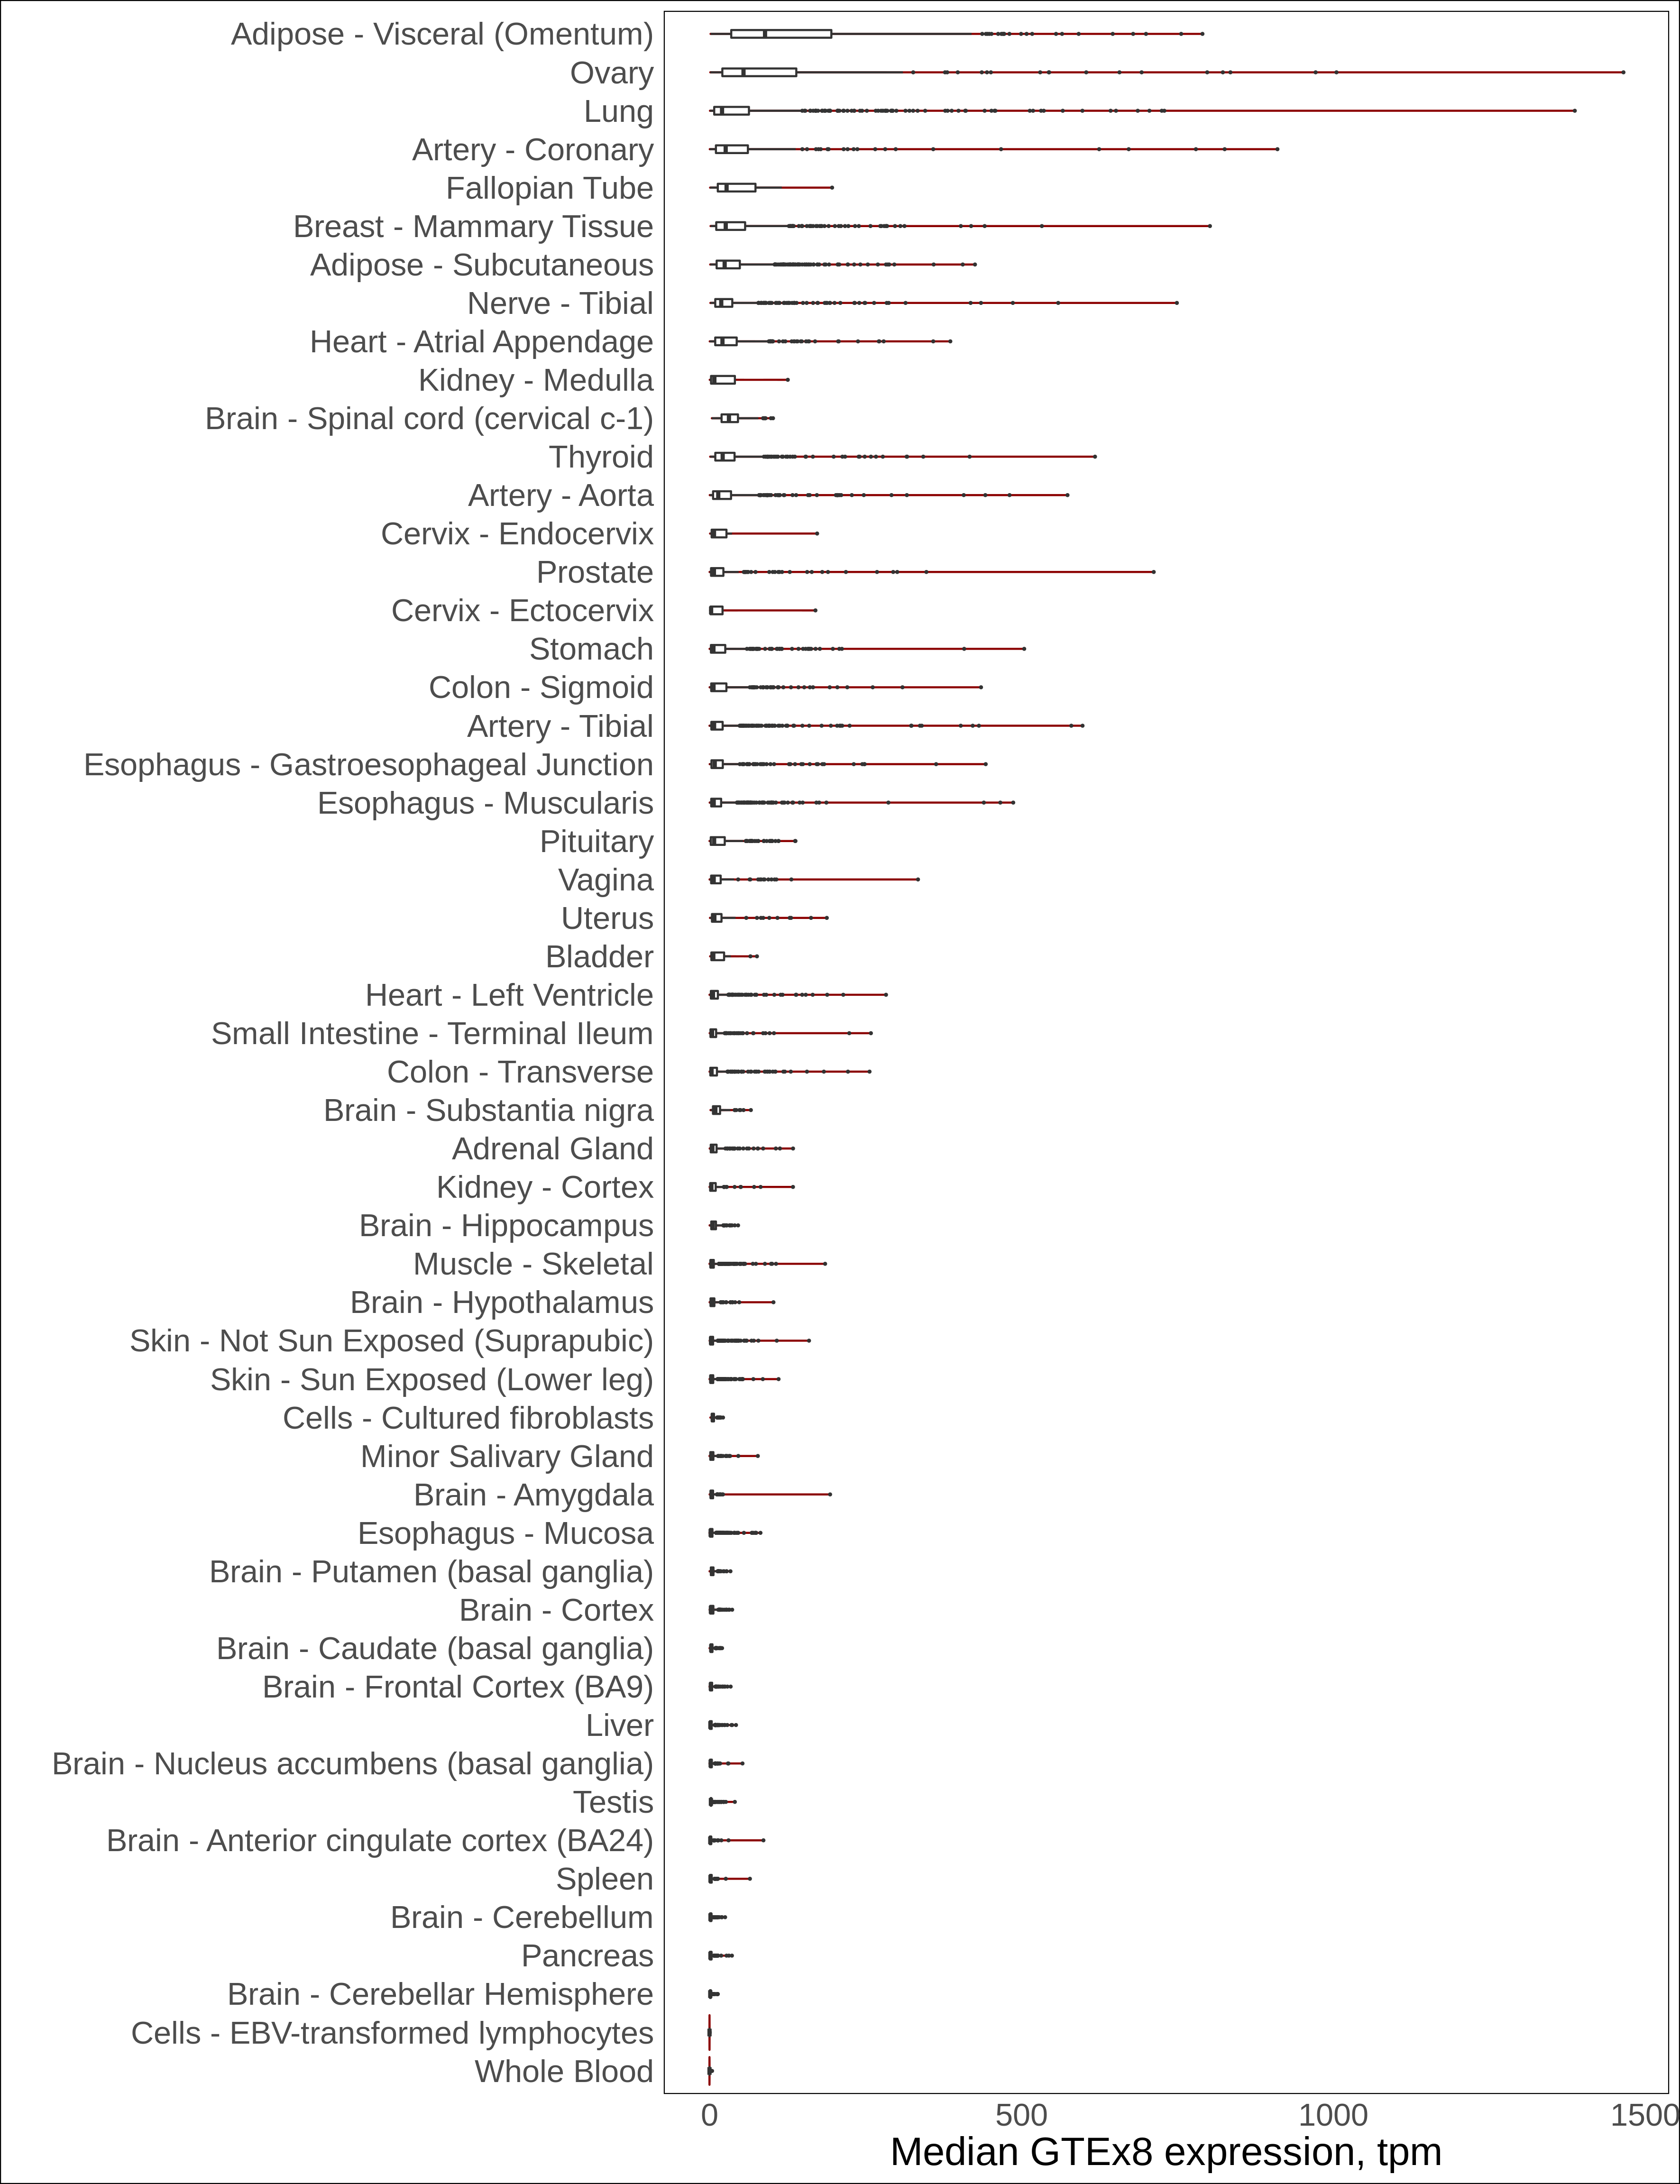 Adipose - Visceral (Omentum)
Ovary
Lung
Artery - Coronary
Fallopian Tube
Breast - Mammary Tissue
Adipose - Subcutaneous
Nerve - Tibial
Heart - Atrial Appendage
Kidney - Medulla
Brain - Spinal cord (cervical c-1)
Thyroid
Artery - Aorta
Cervix - Endocervix
Prostate
Cervix - Ectocervix
Stomach
Colon - Sigmoid
Artery - Tibial
Esophagus - Gastroesophageal Junction
Esophagus - Muscularis
Pituitary
Vagina
Uterus
Bladder
Heart - Left Ventricle
Small Intestine - Terminal Ileum
Colon - Transverse
Brain - Substantia nigra
Adrenal Gland
Kidney - Cortex
Brain - Hippocampus
Muscle - Skeletal
Brain - Hypothalamus
Skin - Not Sun Exposed (Suprapubic)
Skin - Sun Exposed (Lower leg)
Cells - Cultured fibroblasts
Minor Salivary Gland
Brain - Amygdala
Esophagus - Mucosa
Brain - Putamen (basal ganglia)
Brain - Cortex
Brain - Caudate (basal ganglia)
Brain - Frontal Cortex (BA9)
Liver
Brain - Nucleus accumbens (basal ganglia)
Testis
Brain - Anterior cingulate cortex (BA24)
Spleen
Brain - Cerebellum
Pancreas
Brain - Cerebellar Hemisphere
Cells - EBV-transformed lymphocytes
Whole Blood
0 500 1000 1500
Median GTEx8 expression, tpm